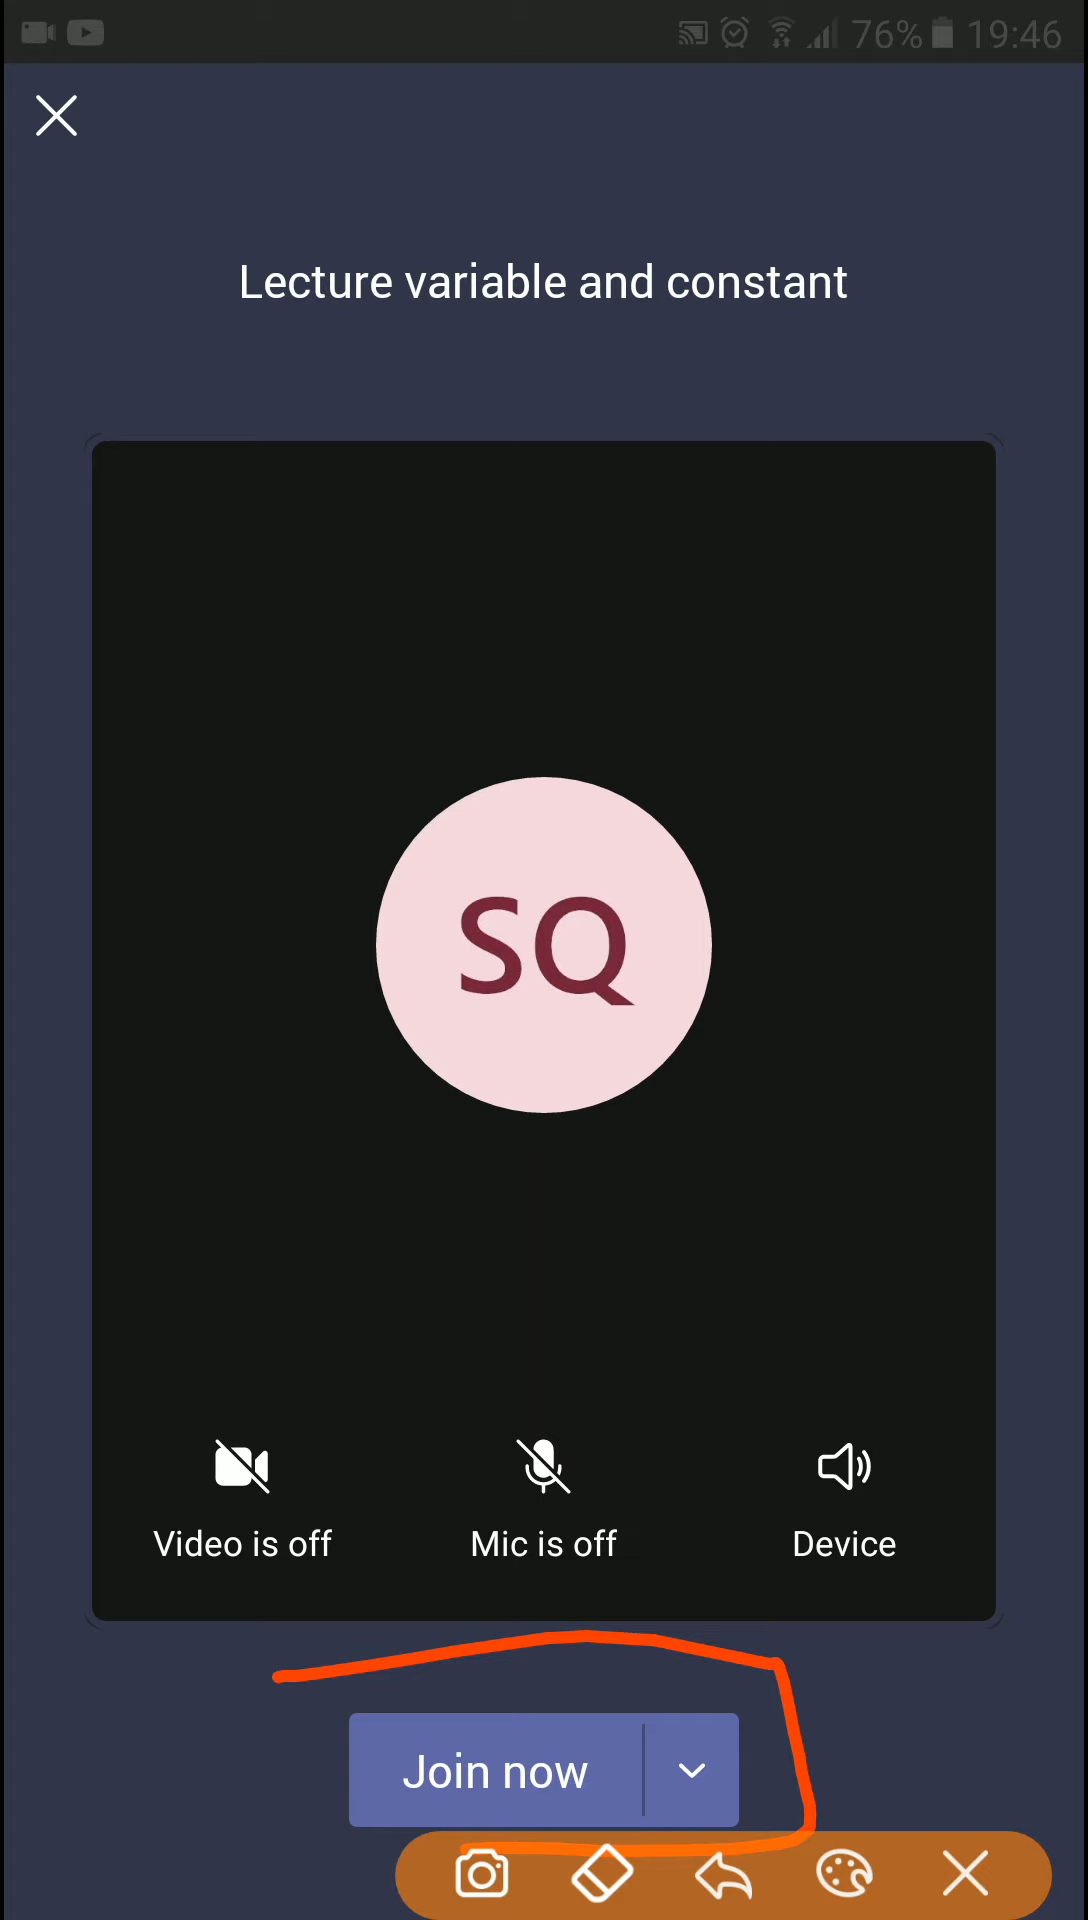 76% 19:46
Lecture variable and constant
SQ
Video is off Mic is off Device
Join now